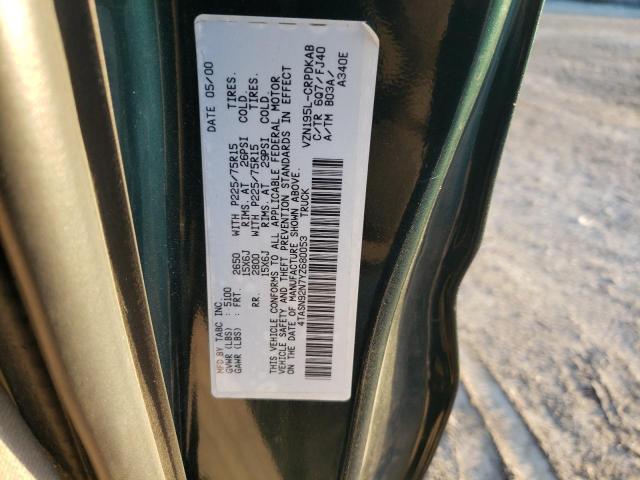 MFD BY TABC INC. DATE 05/00
GVWR (LBS) : 5100
GAWR (LBS) : FRT. 2650 WITH P225/75R15 TIRES.
15X6J RIMS. AT 26PSI COLD
RR. 2800 WITH P225/75R15 TIRES.
15X6J RIMS. AT 29PSI COLD
THIS VEHICLE CONFORMS TO ALL APPLICABLE FEDERAL MOTOR
VEHICLE SAFETY AND THEFT PREVENTION STANDARDS IN EFFECT
ON THE DATE OF MANUFACTURE SHOWN ABOVE.
4TASN92N7YZ680053 TRUCK
VZN195L-CRPDKAB
C/TR 6Q7/FJ40
A/TM B03A/
A340E